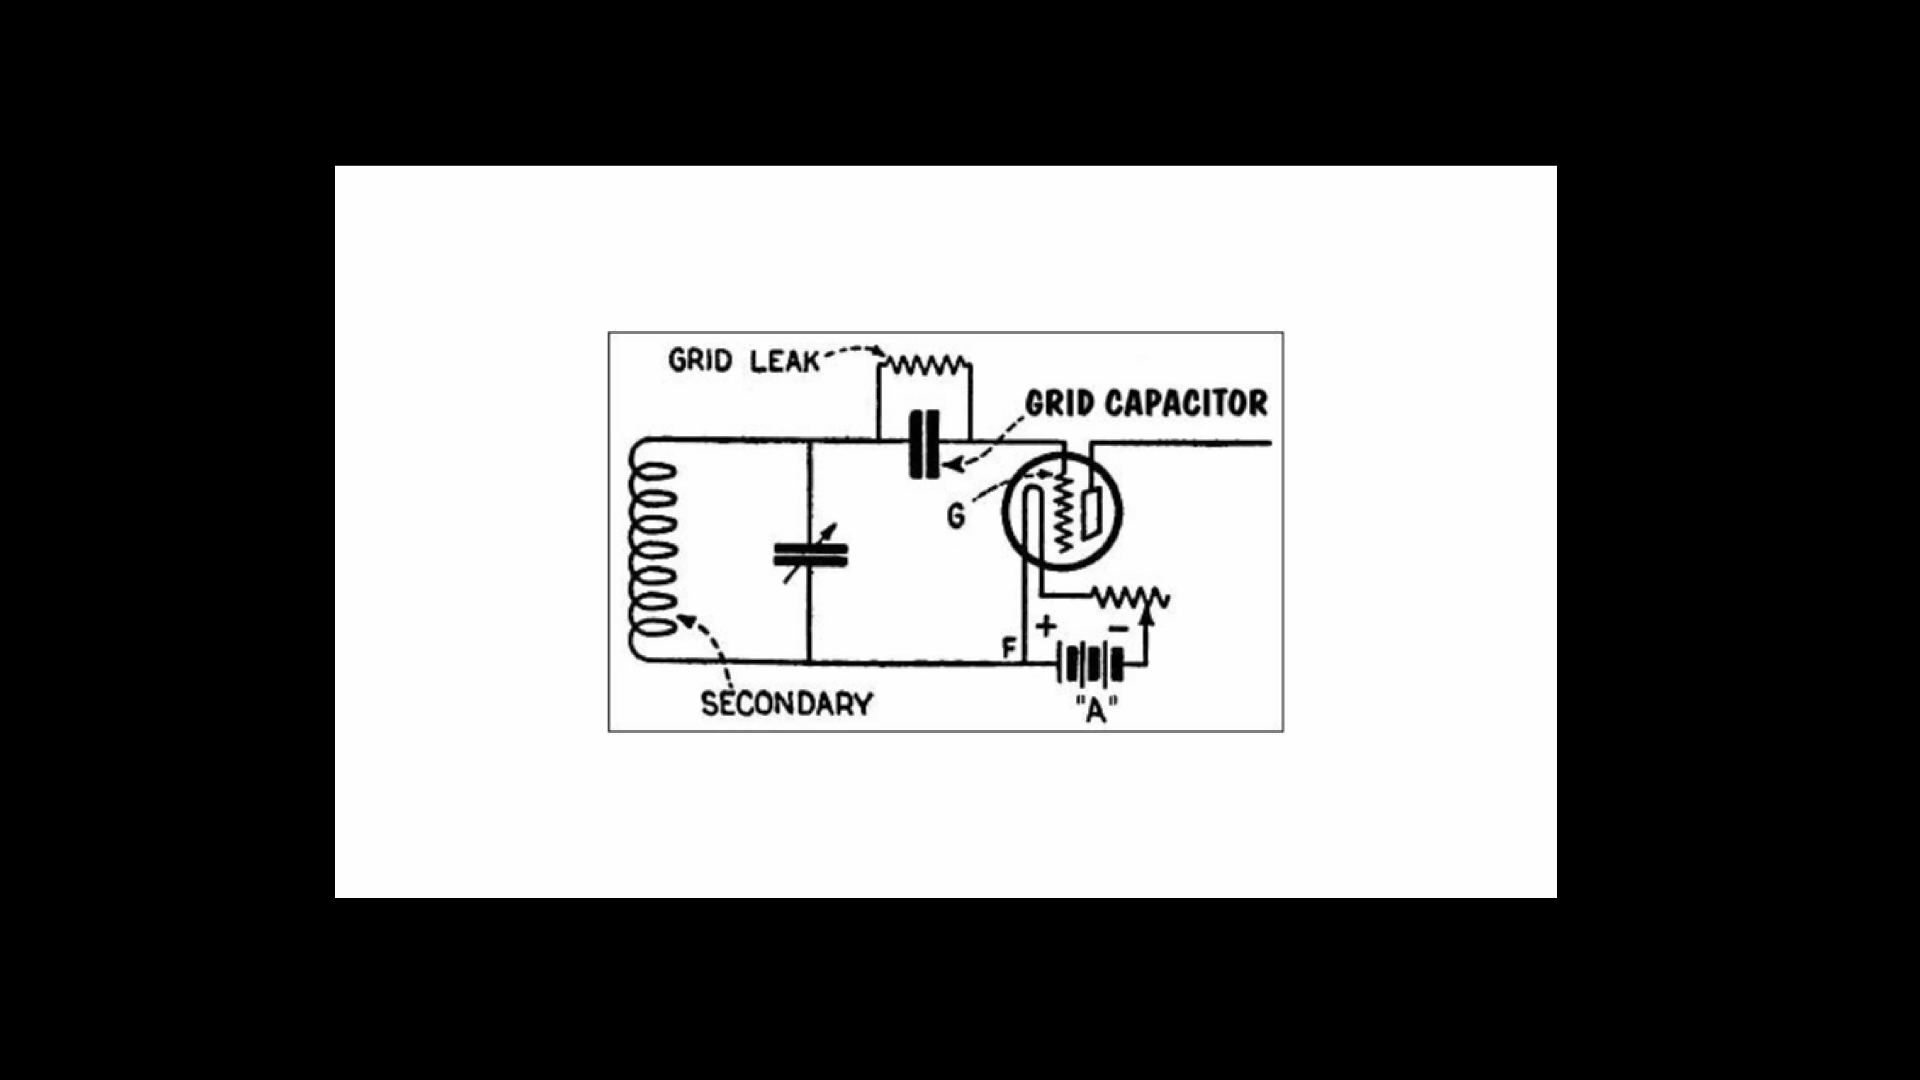 GRID LEAK
GRID CAPACITOR
G
+ -
F
"A"
SECONDARY